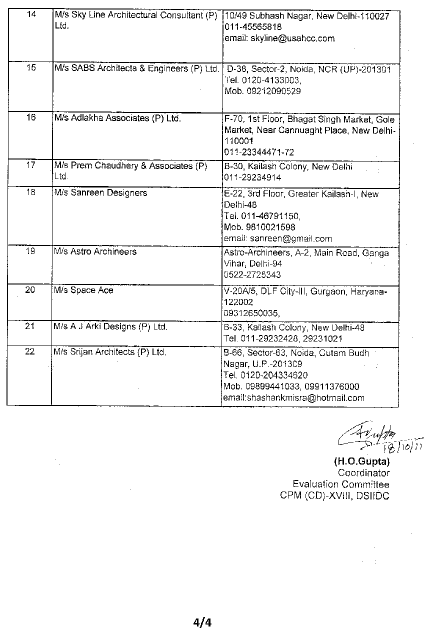 14 M/s Sky Line Architectural Consultant (P) 10/49 Subhash Nagar, New Delhi-110027
Ltd. 011-45565818
email: skyline@usahcc.com
15 M/s SABS Architects & Engineers (P) Ltd. D-36, Sector-2, Noida, NCR (UP)-201301
Tel. 0120-4133003,
Mob. 09212090529
16 M/s Adlakha Associates (P) Ltd. F-70, 1st Floor, Bhagat Singh Market, Gole
Market, Near Cannuaght Place, New Delhi-
110001
011-23344471-72
17 M/s Prem Chaudhery & Associates (P) B-30, Kailash Colony, New Delhi
Ltd. 011-29234914
18 M/s Sanreen Designers E-22, 3rd Floor, Greater Kailash-I, New
Delhi-48
Tel. 011-46791150,
Mob. 9810021598
email: sanreen@gmail.com
19 M/s Astro Archineers Astro-Archineers, A-2, Main Road, Ganga
Vihar, Delhi-94
0522-2728343
20 M/s Space Ace V-20A/5, DLF City-III, Gurgaon, Haryana-
122002
09312650035,
21 M/s A J Arki Designs (P) Ltd. B-33, Kailash Colony, New Delhi-48
Tel. 011-29232428, 29231021
22 M/s Srijan Architects (P) Ltd. B-66, Sector-63, Noida, Gutam Budh
Nagar, U.P.-201309
Tel. 0120-204334620
Mob. 09899441033, 09911376000
email:shashankmisra@hotmail.com
18/10/11
(H.O.Gupta)
Coordinator
Evaluation Committee
CPM (CD)-XVIII, DSIIDC
4/4